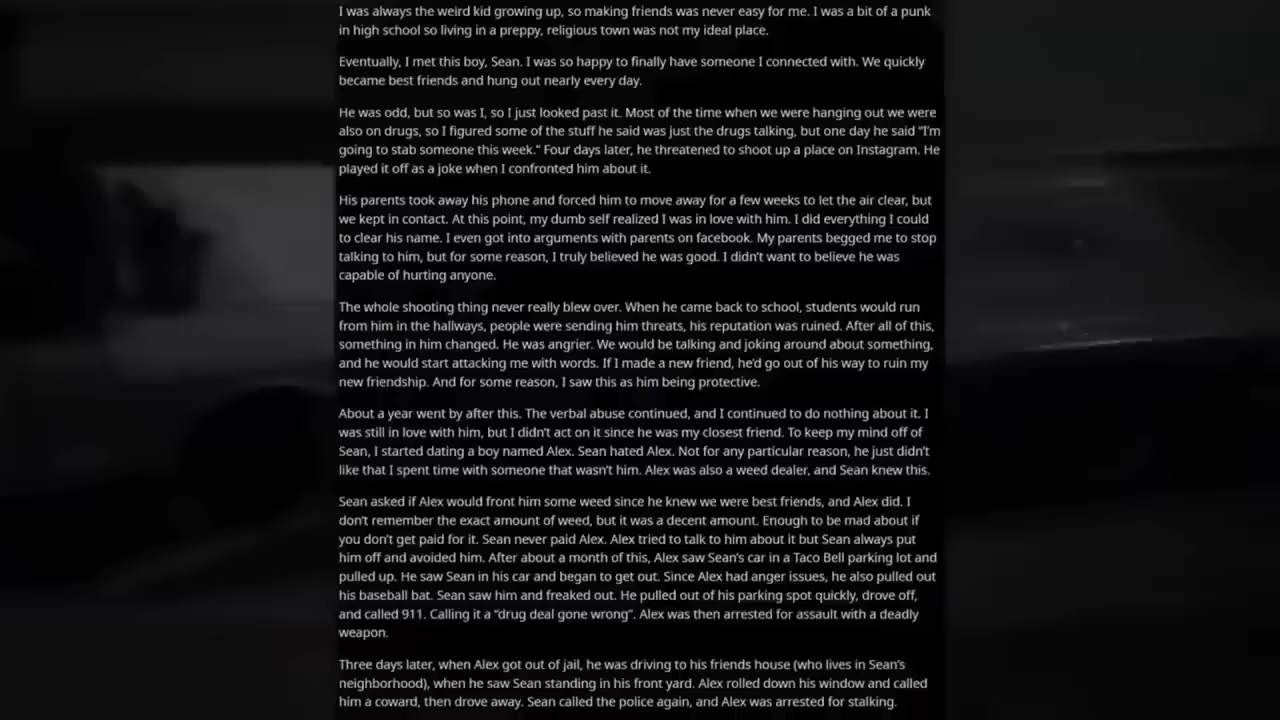 I was always the weird kid growing up, so making friends was never easy for me. I was a bit of a punk
in high school so living in a preppy, religious town was not my ideal place.
Eventually, I met this boy, Sean. I was so happy to finally have someone I connected with. We quickly
became best friends and hung out nearly every day.
He was odd, but so was I, so I just looked past it. Most of the time when we were hanging out we were
also on drugs, so I figured some of the stuff he said was just the drugs talking, but one day he said "I'm
going to stab someone this week." Four days later, he threatened to shoot up a place on Instagram. He
played it off as a joke when I confronted him about it.
His parents took away his phone and forced him to move away for a few weeks to let the air clear, but
we kept in contact. At this point, my dumb self realized I was in love with him. I did everything I could
to clear his name. I even got into arguments with parents on facebook. My parents begged me to stop
talking to him, but for some reason, I truly believed he was good. I didn't want to believe he was
capable of hurting anyone.
The whole shooting thing never really blew over. When he came back to school, students would run
from him in the hallways, people were sending him threats, his reputation was ruined. After all of this,
something in him changed. He was angrier. We would be talking and joking around about something,
and he would start attacking me with words. If I made a new friend, he'd go out of his way to ruin my
new friendship. And for some reason, I saw this as him being protective.
About a year went by after this. The verbal abuse continued, and I continued to do nothing about it. I
was still in love with him, but I didn't act on it since he was my closest friend. To keep my mind off of
Sean, I started dating a boy named Alex. Sean hated Alex. Not for any particular reason, he just didn't
like that I spent time with someone that wasn't him. Alex was also a weed dealer, and Sean knew this.
Sean asked if Alex would front him some weed since he knew we were best friends, and Alex did. I
don't remember the exact amount of weed, but it was a decent amount. Enough to be mad about if
you don't get paid for it. Sean never paid Alex. Alex tried to talk to him about it but Sean always put
him off and avoided him. After about a month of this, Alex saw Sean's car in a Taco Bell parking lot and
pulled up. He saw Sean in his car and began to get out. Since Alex had anger issues, he also pulled out
his baseball bat. Sean saw him and freaked out. He pulled out of his parking spot quickly, drove off,
and called 911. Calling it a "drug deal gone wrong". Alex was then arrested for assault with a deadly
weapon.
Three days later, when Alex got out of jail, he was driving to his friends house (who lives in Sean's
neighborhood), when he saw Sean standing in his front yard. Alex rolled down his window and called
him a coward, then drove away. Sean called the police again, and Alex was arrested for stalking.